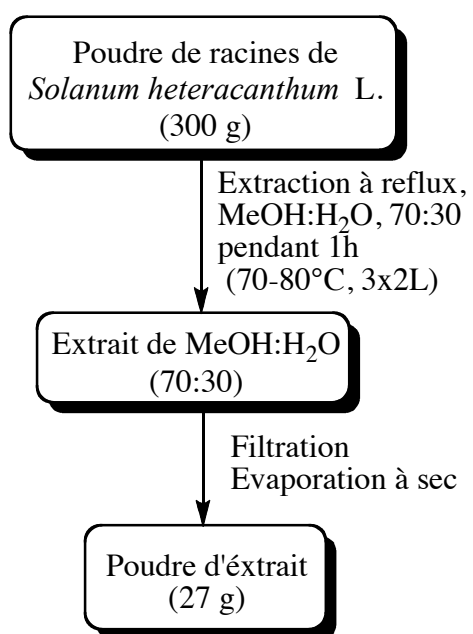 Poudre de racines de
Solanum heteracanthum L.
(300 g)
Extraction à reflux,
MeOH:H₂O, 70:30
pendant 1h
(70-80°C, 3x2L)
Extrait de MeOH:H₂O
(70:30)
Filtration
Evaporation à sec
Poudre d'éxtrait
(27 g)